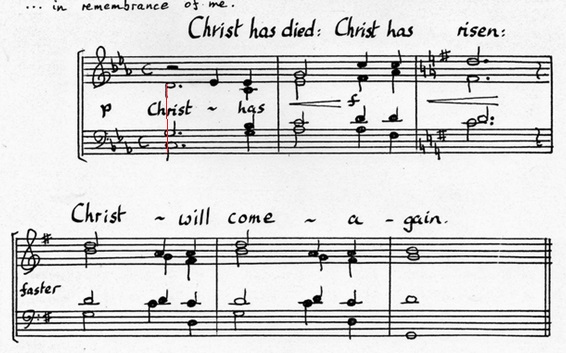 ... in remembrance of me.
Christ has died: Christ has risen:
p Christ ~ has f
Christ ~ will come ~ a - gain.
faster